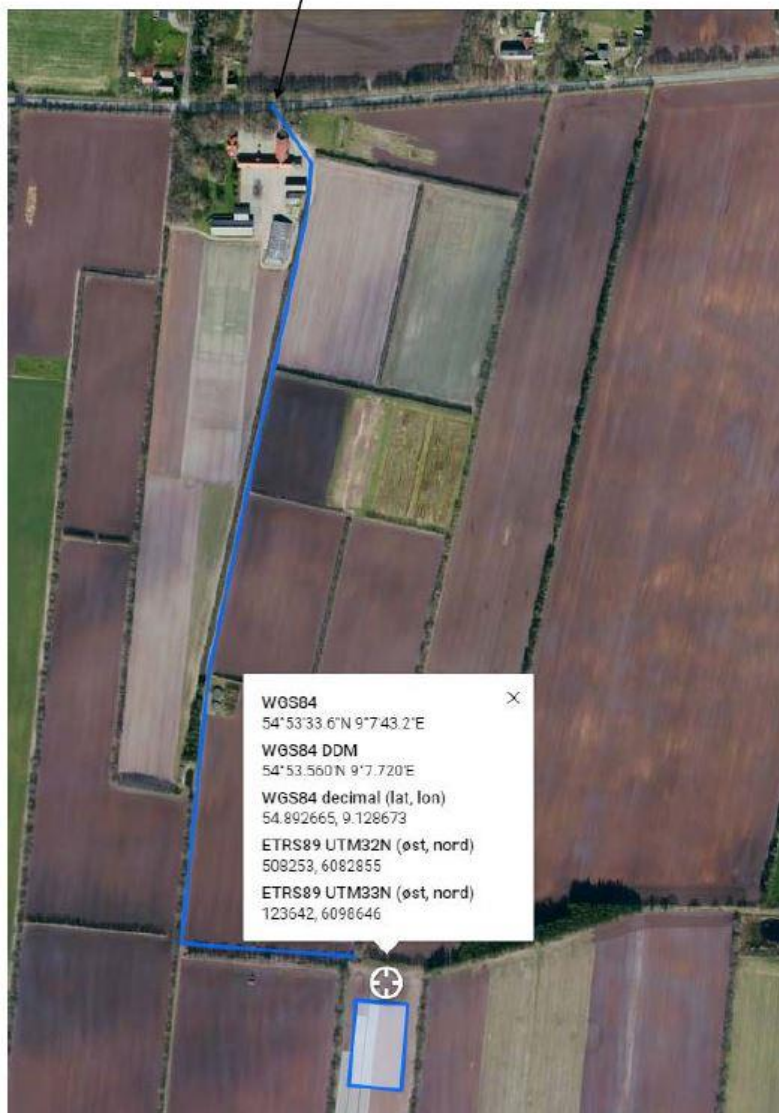 WGS84
54°53'33.6"N 9°7'43.2"E
WGS84 DDM
54°53.560'N 9°7.720'E
WGS84 decimal (lat, lon)
54.892665, 9.128673
ETRS89 UTM32N (øst, nord)
508253, 6082855
ETRS89 UTM33N (øst, nord)
123642, 6098646